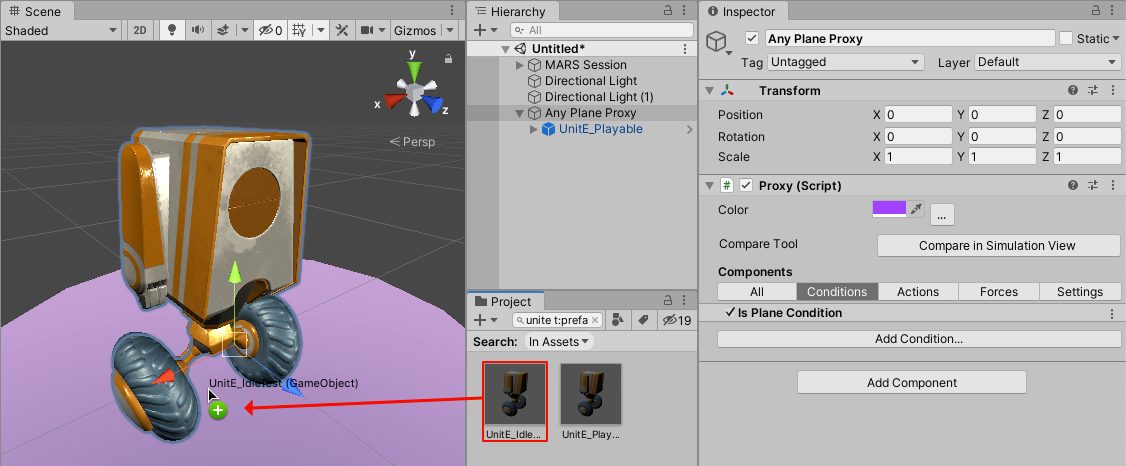 Scene
Shaded
2D
0
Gizmos
y
x
z
Persp
UnitE_IdleTest (GameObject)
Hierarchy
All
Untitled*
MARS Session
Directional Light
Directional Light (1)
Any Plane Proxy
UnitE_Playable
Project
unite t:prefa
19
Search:
In Assets
UnitE_Idle...
UnitE_Play...
Inspector
Any Plane Proxy
Static
Tag Untagged
Layer Default
Transform
Position X 0 Y 0 Z 0
Rotation X 0 Y 0 Z 0
Scale X 1 Y 1 Z 1
# Proxy (Script)
Color
...
Compare Tool
Compare in Simulation View
Components
All Conditions Actions Forces Settings
Is Plane Condition
Add Condition...
Add Component